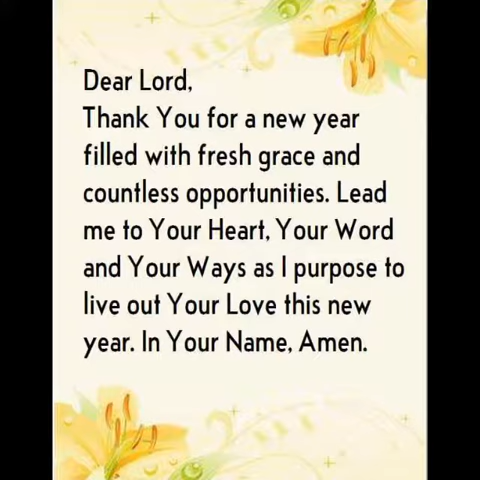 Dear Lord,
Thank You for a new year
filled with fresh grace and
countless opportunities. Lead
me to Your Heart, Your Word
and Your Ways as I purpose to
live out Your Love this new
year. In Your Name, Amen.